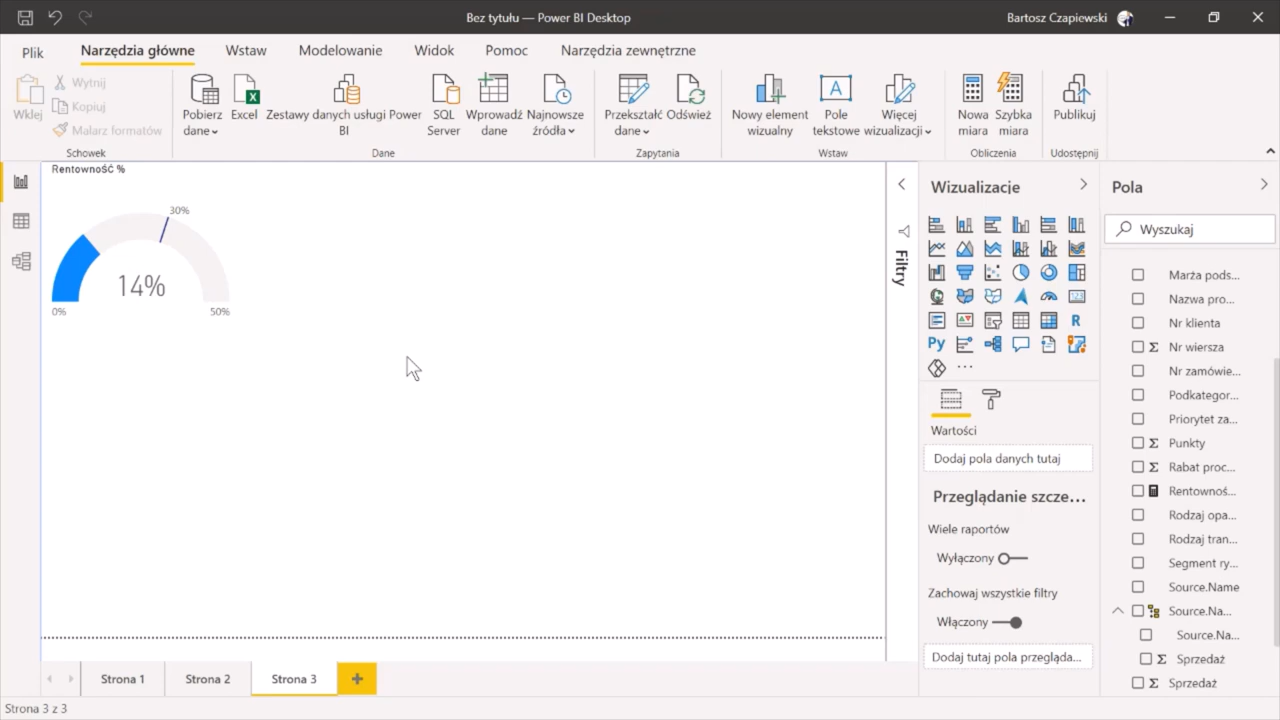 Bez tytułu — Power BI Desktop
Bartosz Czapiewski
Plik
Narzędzia główne
Wstaw
Modelowanie
Widok
Pomoc
Narzędzia zewnętrzne
Wklej
Wytnij
Kopiuj
Malarz formatów
Schowek
Pobierz dane
Excel
Zestawy danych usługi Power BI
SQL Server
Wprowadź dane
Najnowsze źródła
Dane
Przekształć dane
Odśwież
Zapytania
Nowy element wizualny
Pole tekstowe
Więcej wizualizacji
Wstaw
Nowa miara
Szybka miara
Obliczenia
Publikuj
Udostępnij
Rentowność %
30%
14%
0%
50%
Filtry
Wizualizacje
R
Py
Wartości
Dodaj pola danych tutaj
Przeglądanie szcze...
Wiele raportów
Wyłączony
Zachowaj wszystkie filtry
Włączony
Dodaj tutaj pola przegląda...
Pola
Wyszukaj
Marża pods...
Nazwa pro...
Nr klienta
Nr wiersza
Nr zamówie...
Podkategor...
Priorytet za...
Punkty
Rabat proc...
Rentownoś...
Rodzaj opa...
Rodzaj tran...
Segment ry...
Source.Name
Source.Na...
Source.Na...
Sprzedaż
Sprzedaż
Strona 1
Strona 2
Strona 3
Strona 3 z 3